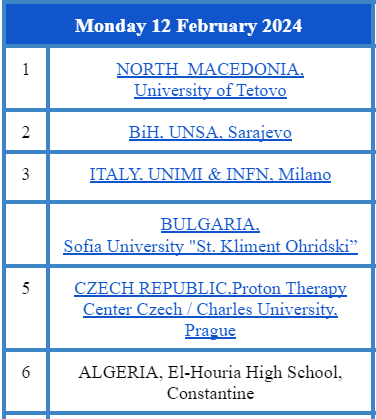 Monday 12 February 2024
1
NORTH MACEDONIA,
University of Tetovo
2
BiH, UNSA, Sarajevo
3
ITALY, UNIMI & INFN, Milano
BULGARIA,
Sofia University "St. Kliment Ohridski”
5
CZECH REPUBLIC,Proton Therapy
Center Czech / Charles University,
Prague
6
ALGERIA, El-Houria High School,
Constantine